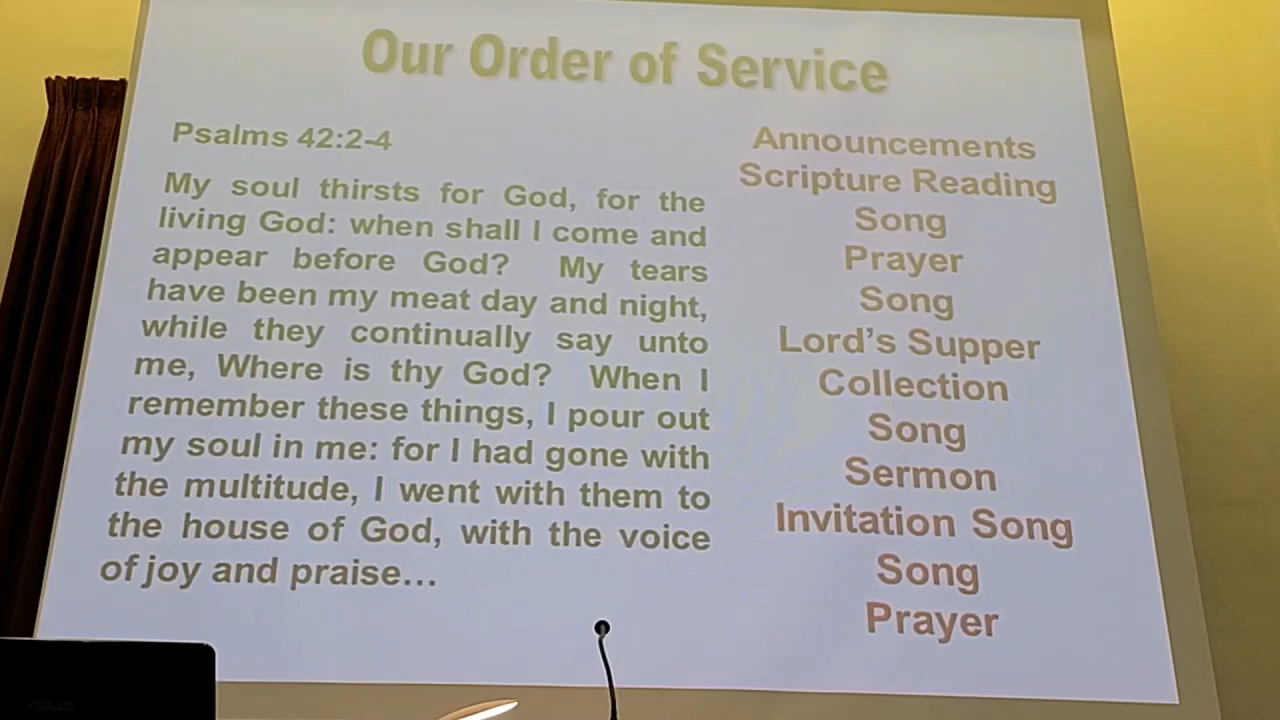 Our Order of Service
Psalms 42:2-4
My soul thirsts for God, for the
living God: when shall I come and
appear before God? My tears
have been my meat day and night,
while they continually say unto
me, Where is thy God? When I
remember these things, I pour out
my soul in me: for I had gone with
the multitude, I went with them to
the house of God, with the voice
of joy and praise...
Announcements
Scripture Reading
Song
Prayer
Song
Lord's Supper
Collection
Song
Sermon
Invitation Song
Song
Prayer
ASUS